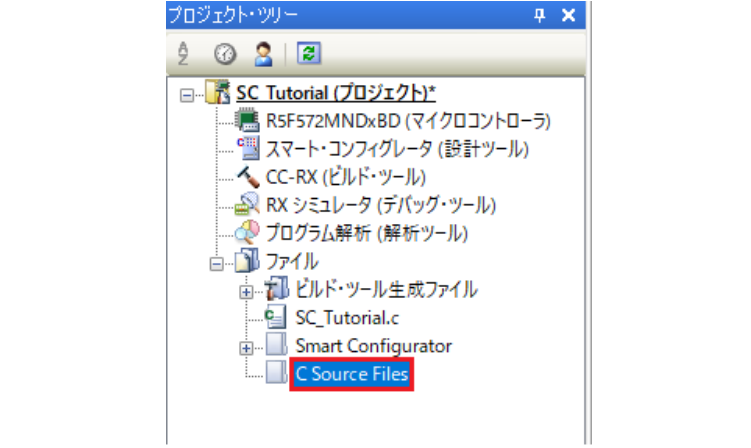 プロジェクト・ツリー
SC_Tutorial (プロジェクト)*
R5F572MNDxBD (マイクロコントローラ)
スマート・コンフィグレータ (設計ツール)
CC-RX (ビルド・ツール)
RX シミュレータ (デバッグ・ツール)
プログラム解析 (解析ツール)
ファイル
ビルド・ツール生成ファイル
SC_Tutorial.c
Smart Configurator
C Source Files